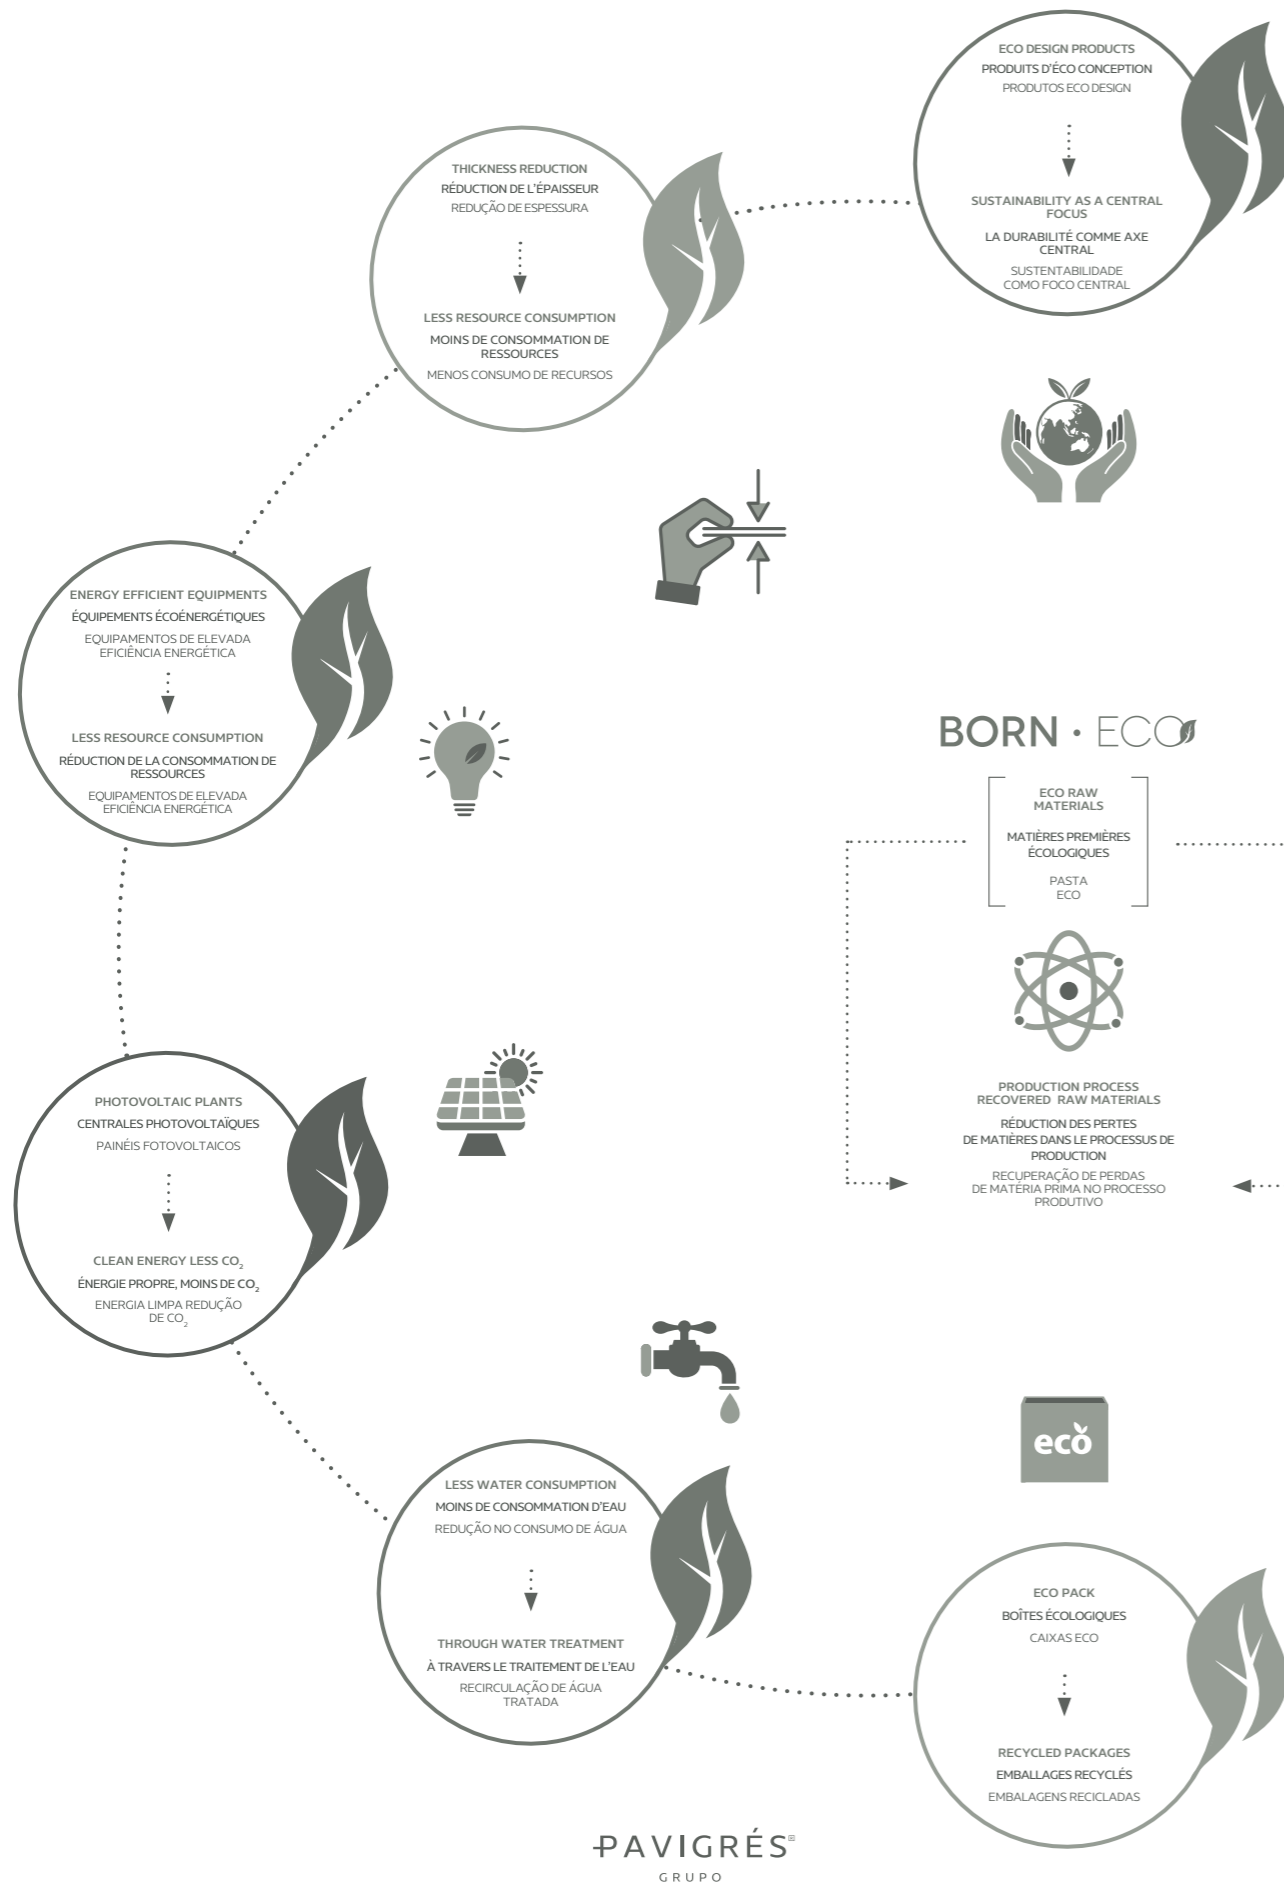 ECO DESIGN PRODUCTS
PRODUITS D'ÉCO CONCEPTION
PRODUTOS ECO DESIGN
SUSTAINABILITY AS A CENTRAL
FOCUS
LA DURABILITÉ COMME AXE
CENTRAL
SUSTENTABILIDADE
COMO FOCO CENTRAL
THICKNESS REDUCTION
RÉDUCTION DE L'ÉPAISSEUR
REDUÇÃO DE ESPESSURA
LESS RESOURCE CONSUMPTION
MOINS DE CONSOMMATION DE
RESSOURCES
MENOS CONSUMO DE RECURSOS
ENERGY EFFICIENT EQUIPMENTS
ÉQUIPEMENTS ÉCOÉNERGÉTIQUES
EQUIPAMENTOS DE ELEVADA
EFICIÊNCIA ENERGÉTICA
LESS RESOURCE CONSUMPTION
RÉDUCTION DE LA CONSOMMATION DE
RESSOURCES
EQUIPAMENTOS DE ELEVADA
EFICIÊNCIA ENERGÉTICA
BORN · ECO
ECO RAW
MATERIALS
MATIÈRES PREMIÈRES
ÉCOLOGIQUES
PASTA
ECO
PRODUCTION PROCESS
RECOVERED RAW MATERIALS
RÉDUCTION DES PERTES
DE MATIÈRES DANS LE PROCESSUS DE
PRODUCTION
RECUPERAÇÃO DE PERDAS
DE MATÉRIA PRIMA NO PROCESSO
PRODUTIVO
PHOTOVOLTAIC PLANTS
CENTRALES PHOTOVOLTAÏQUES
PAINÉIS FOTOVOLTAICOS
CLEAN ENERGY LESS CO₂
ÉNERGIE PROPRE, MOINS DE CO₂
ENERGIA LIMPA REDUÇÃO
DE CO₂
LESS WATER CONSUMPTION
MOINS DE CONSOMMATION D'EAU
REDUÇÃO NO CONSUMO DE ÁGUA
THROUGH WATER TREATMENT
À TRAVERS LE TRAITEMENT DE L'EAU
RECIRCULAÇÃO DE ÁGUA
TRATADA
eco
ECO PACK
BOÎTES ÉCOLOGIQUES
CAIXAS ECO
RECYCLED PACKAGES
EMBALLAGES RECYCLÉS
EMBALAGENS RECICLADAS
PAVIGRÉS®
GRUPO